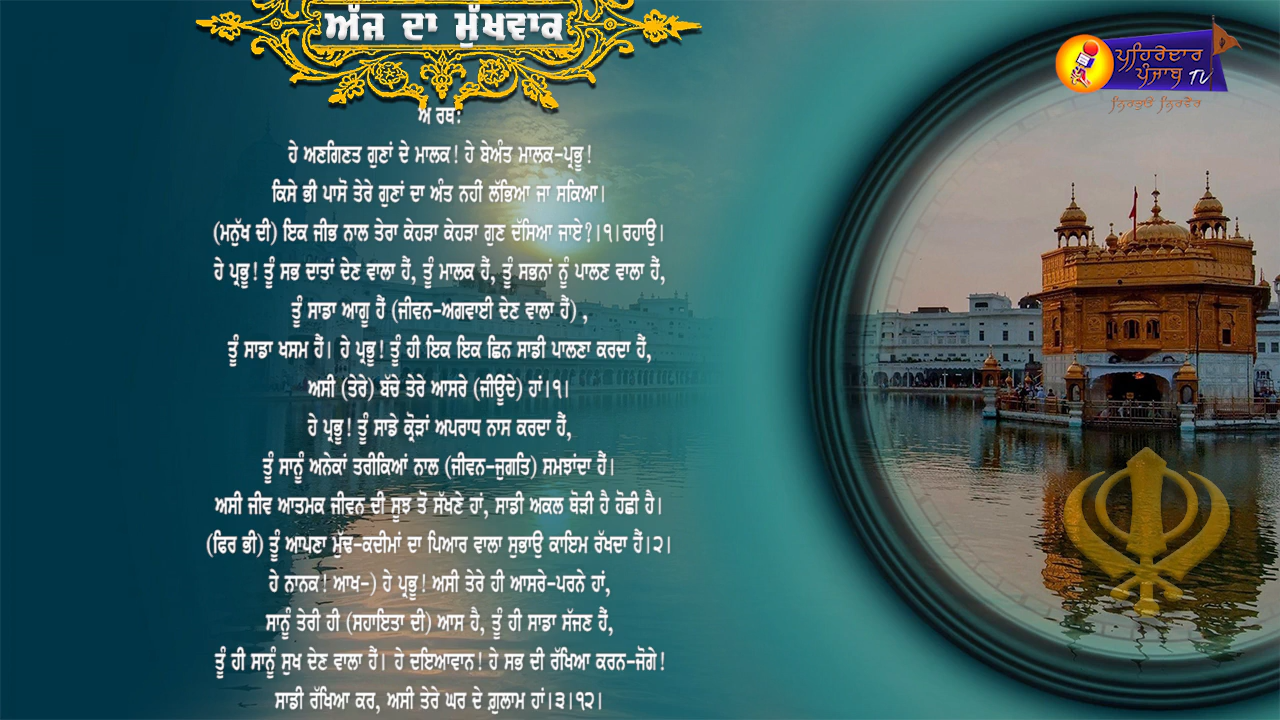 ਅੱਜ ਦਾ ਮੁੱਖਵਾਕ
ਪਹਿਰੇਦਾਰ
ਪੰਜਾਬ TV
ਨਿਰਭਉ ਨਿਰਵੈਰ
ਅ ਰਥ:
ਹੇ ਅਣਗਿਣਤ ਗੁਣਾਂ ਦੇ ਮਾਲਕ! ਹੇ ਬੇਅੰਤ ਮਾਲਕ-ਪ੍ਰਭੂ!
ਕਿਸੇ ਭੀ ਪਾਸੋਂ ਤੇਰੇ ਗੁਣਾਂ ਦਾ ਅੰਤ ਨਹੀਂ ਲੱਭਿਆ ਜਾ ਸਕਿਆ।
(ਮਨੁੱਖ ਦੀ) ਇਕ ਜੀਭ ਨਾਲ ਤੇਰਾ ਕੇਹੜਾ ਕੇਹੜਾ ਗੁਣ ਦੱਸਿਆ ਜਾਏ?।੧।ਰਹਾਉ।
ਹੇ ਪ੍ਰਭੂ! ਤੂੰ ਸਭ ਦਾਤਾਂ ਦੇਣ ਵਾਲਾ ਹੈਂ, ਤੂੰ ਮਾਲਕ ਹੈਂ, ਤੂੰ ਸਭਨਾਂ ਨੂੰ ਪਾਲਣ ਵਾਲਾ ਹੈਂ,
ਤੂੰ ਸਾਡਾ ਆਗੂ ਹੈਂ (ਜੀਵਨ-ਅਗਵਾਈ ਦੇਣ ਵਾਲਾ ਹੈਂ) ,
ਤੂੰ ਸਾਡਾ ਖਸਮ ਹੈਂ। ਹੇ ਪ੍ਰਭੂ! ਤੂੰ ਹੀ ਇਕ ਇਕ ਛਿਨ ਸਾਡੀ ਪਾਲਣਾ ਕਰਦਾ ਹੈਂ,
ਅਸੀ (ਤੇਰੇ) ਬੱਚੇ ਤੇਰੇ ਆਸਰੇ (ਜੀਊਂਦੇ) ਹਾਂ।੧।
ਹੇ ਪ੍ਰਭੂ! ਤੂੰ ਸਾਡੇ ਕ੍ਰੋੜਾਂ ਅਪਰਾਧ ਨਾਸ ਕਰਦਾ ਹੈਂ,
ਤੂੰ ਸਾਨੂੰ ਅਨੇਕਾਂ ਤਰੀਕਿਆਂ ਨਾਲ (ਜੀਵਨ-ਜੁਗਤਿ) ਸਮਝਾਂਦਾ ਹੈਂ।
ਅਸੀ ਜੀਵ ਆਤਮਕ ਜੀਵਨ ਦੀ ਸੂਝ ਤੋਂ ਸੱਖਣੇ ਹਾਂ, ਸਾਡੀ ਅਕਲ ਥੋੜੀ ਹੈ ਹੋਛੀ ਹੈ।
(ਫਿਰ ਭੀ) ਤੂੰ ਆਪਣਾ ਮੁੱਢ-ਕਦੀਮਾਂ ਦਾ ਪਿਆਰ ਵਾਲਾ ਸੁਭਾਉ ਕਾਇਮ ਰੱਖਦਾ ਹੈਂ।੨।
ਹੇ ਨਾਨਕ! ਆਖ-) ਹੇ ਪ੍ਰਭੂ! ਅਸੀ ਤੇਰੇ ਹੀ ਆਸਰੇ-ਪਰਨੇ ਹਾਂ,
ਸਾਨੂੰ ਤੇਰੀ ਹੀ (ਸਹਾਇਤਾ ਦੀ) ਆਸ ਹੈ, ਤੂੰ ਹੀ ਸਾਡਾ ਸੱਜਣ ਹੈਂ,
ਤੂੰ ਹੀ ਸਾਨੂੰ ਸੁਖ ਦੇਣ ਵਾਲਾ ਹੈਂ। ਹੇ ਦਇਆਵਾਨ! ਹੇ ਸਭ ਦੀ ਰੱਖਿਆ ਕਰਨ-ਜੋਗੇ!
ਸਾਡੀ ਰੱਖਿਆ ਕਰ, ਅਸੀ ਤੇਰੇ ਘਰ ਦੇ ਗ਼ੁਲਾਮ ਹਾਂ।੩।੧੨।